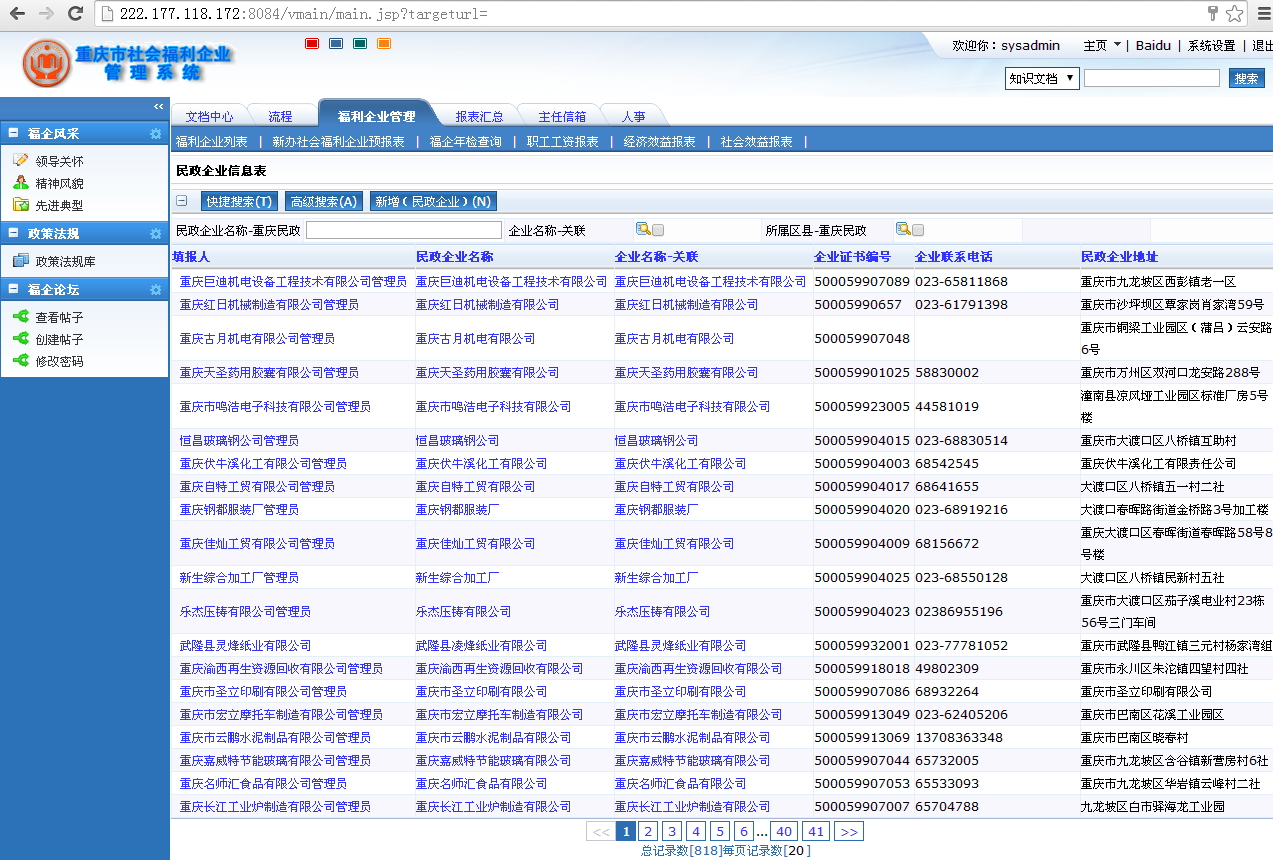 222.177.118.172:8084/vmain/main.jsp?targeturl=
重庆市社会福利企业
管理系统
欢迎你：sysadmin 主页 | Baidu | 系统设置 | 退出
知识文档 搜索
文档中心 流程 福利企业管理 报表汇总 主任信箱 人事
福利企业列表 | 新办社会福利企业预报表 | 福企年检查询 | 职工工资报表 | 经济效益报表 | 社会效益报表 |
福企风采
领导关怀
精神风貌
先进典型
政策法规
政策法规库
福企论坛
查看帖子
创建帖子
修改密码
民政企业信息表
快捷搜索(T) 高级搜索(A) 新增（民政企业）(N)
民政企业名称-重庆民政 企业名称-关联 所属区县-重庆民政
填报人 民政企业名称 企业名称-关联 企业证书编号 企业联系电话 民政企业地址
重庆巨迪机电设备工程技术有限公司管理员 重庆巨迪机电设备工程技术有限公司 重庆巨迪机电设备工程技术有限公司 500059907089 023-65811868 重庆市九龙坡区西彭镇老一区
重庆红日机械制造有限公司管理员 重庆红日机械制造有限公司 重庆红日机械制造有限公司 50005990657 023-61791398 重庆市沙坪坝区覃家岗肖家湾59号
重庆古月机电有限公司管理员 重庆古月机电有限公司 重庆古月机电有限公司 500059907048 重庆市铜梁工业园区（蒲吕）云安路
6号
重庆天圣药用胶囊有限公司管理员 重庆天圣药用胶囊有限公司 重庆天圣药用胶囊有限公司 500059901025 58830002 重庆市万州区双河口龙安路288号
重庆市鸣浩电子科技有限公司管理员 重庆市鸣浩电子科技有限公司 重庆市鸣浩电子科技有限公司 500059923005 44581019 潼南县凉风垭工业园区标准厂房5号
楼
恒昌玻璃钢公司管理员 恒昌玻璃钢公司 恒昌玻璃钢公司 500059904015 023-68830514 重庆市大渡口区八桥镇互助村
重庆伏牛溪化工有限公司管理员 重庆伏牛溪化工有限公司 重庆伏牛溪化工有限公司 500059904003 68542545 重庆伏牛溪化工有限责任公司
重庆自特工贸有限公司管理员 重庆自特工贸有限公司 重庆自特工贸有限公司 500059904017 68641655 大渡口区八桥镇五一村二社
重庆钢都服装厂管理员 重庆钢都服装厂 重庆钢都服装厂 500059904020 023-68919216 大渡口春晖路街道金桥路3号加工楼
重庆佳灿工贸有限公司管理员 重庆佳灿工贸有限公司 重庆佳灿工贸有限公司 500059904009 68156672 重庆大渡口区春晖街道春晖路58号8
号楼
新生综合加工厂管理员 新生综合加工厂 新生综合加工厂 500059904025 023-68550128 大渡口区八桥镇民新村五社
乐杰压铸有限公司管理员 乐杰压铸有限公司 乐杰压铸有限公司 500059904023 02386955196 重庆市大渡口区茄子溪电业村23栋
56号三门车间
武隆县灵烽纸业有限公司 武隆县凌烽纸业有限公司 武隆县灵烽纸业有限公司 500059932001 023-77781052 重庆市武隆县鸭江镇三元村杨家湾组
重庆渝西再生资源回收有限公司管理员 重庆渝西再生资源回收有限公司 重庆渝西再生资源回收有限公司 500059918018 49802309 重庆市永川区朱沱镇四望村四社
重庆市圣立印刷有限公司管理员 重庆市圣立印刷有限公司 重庆市圣立印刷有限公司 500059907086 68932264 重庆市圣立印刷有限公司
重庆市宏立摩托车制造有限公司管理员 重庆市宏立摩托车制造有限公司 重庆市宏立摩托车制造有限公司 500059913049 023-62405206 重庆市巴南区花溪工业园区
重庆市云鹏水泥制品有限公司管理员 重庆市云鹏水泥制品有限公司 重庆市云鹏水泥制品有限公司 500059913069 13708363348 重庆市巴南区晓春村
重庆嘉威特节能玻璃有限公司管理员 重庆嘉威特节能玻璃有限公司 重庆嘉威特节能玻璃有限公司 500059907044 65732005 重庆市九龙坡区含谷镇新营房村6社
重庆名师汇食品有限公司管理员 重庆名师汇食品有限公司 重庆名师汇食品有限公司 500059907053 65533093 重庆市九龙坡区华岩镇云峰村二社
重庆长江工业炉制造有限公司管理员 重庆长江工业炉制造有限公司 重庆长江工业炉制造有限公司 500059907007 65704788 九龙坡区白市驿海龙工业园
<< 1 2 3 4 5 6 ... 40 41 >>
总记录数[818]每页记录数[20 ]